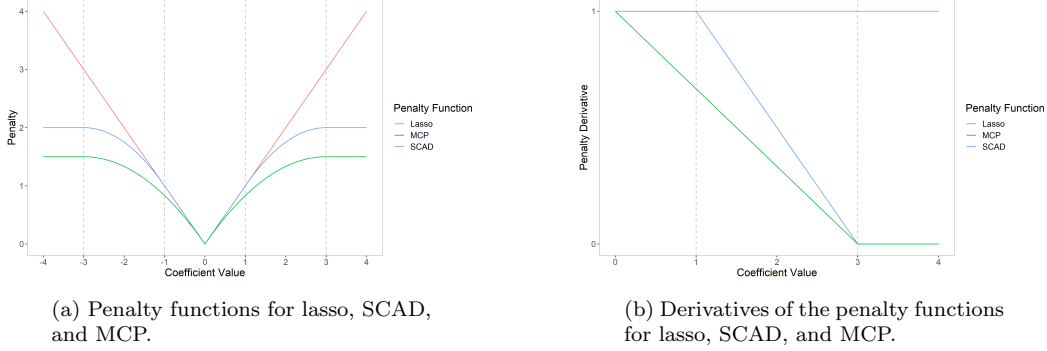 4
3
2
1
0
Penalty
-4
-3
-2
-1
0
1
2
3
4
Coefficient Value
Penalty Function
Lasso
MCP
SCAD
(a) Penalty functions for lasso, SCAD,
and MCP.
1
0
Penalty Derivative
0
1
2
3
4
Coefficient Value
Penalty Function
Lasso
MCP
SCAD
(b) Derivatives of the penalty functions
for lasso, SCAD, and MCP.